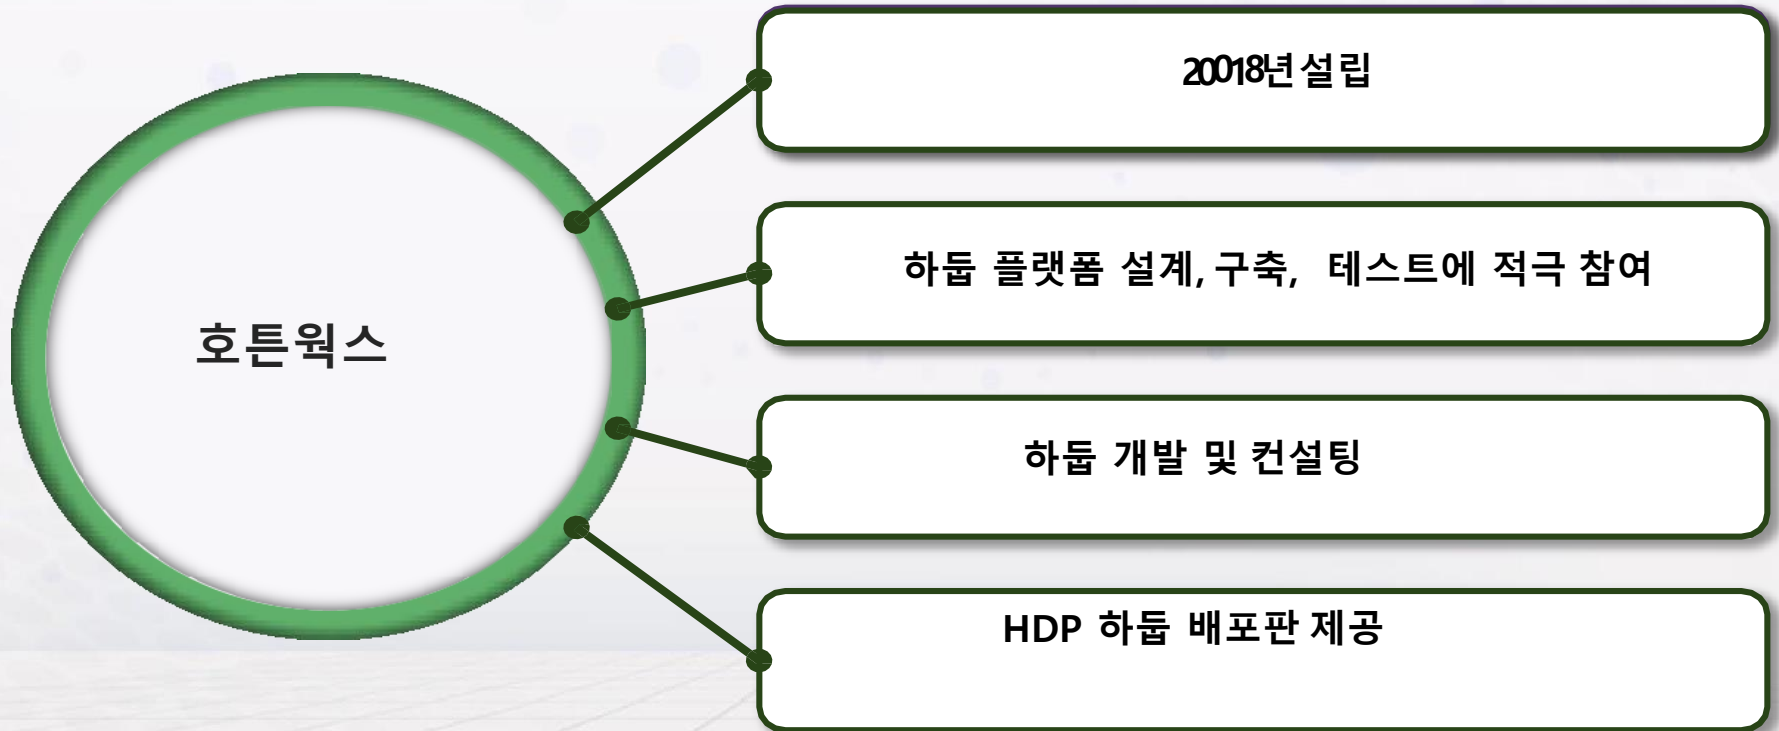 호튼웍스
20018년설립
하둡 플랫폼 설계, 구축, 테스트에 적극 참여
하둡 개발 및 컨설팅
HDP 하둡 배포판 제공